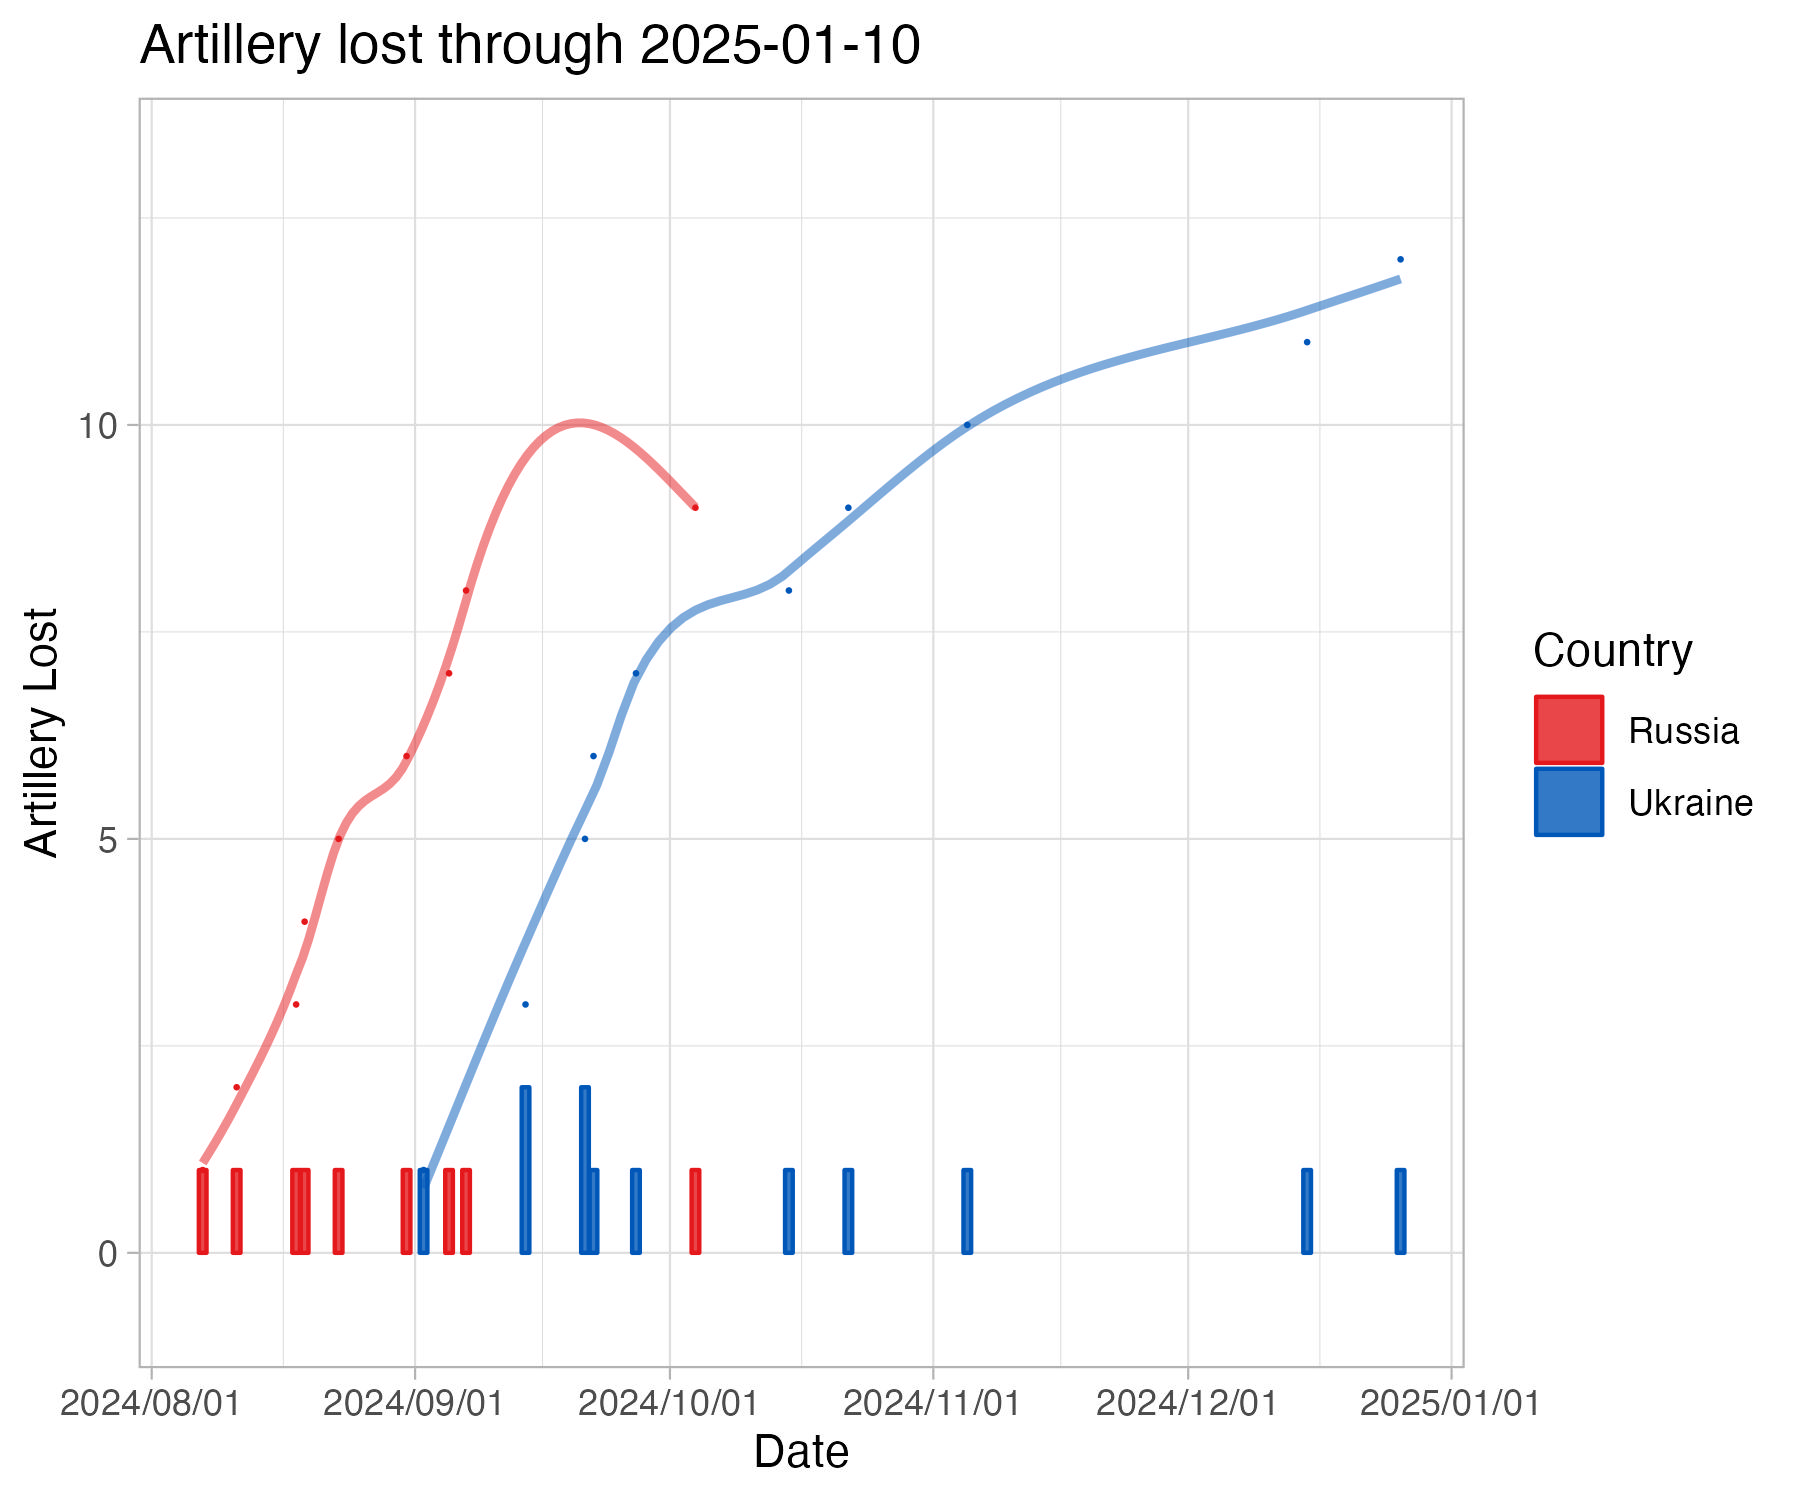 Artillery lost through 2025-01-10
Artillery Lost
10
5
0
2024/08/01 2024/09/01 2024/10/01 2024/11/01 2024/12/01 2025/01/01
Date
Country
Russia
Ukraine